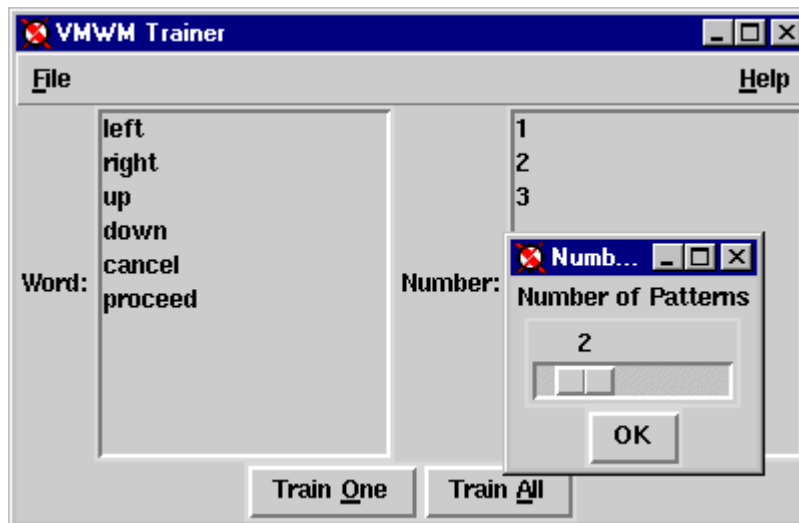 VMWM Trainer
File
Help
Word:
left
right
up
down
cancel
proceed
Number:
1
2
3
Numb...
Number of Patterns
2
OK
Train One
Train All